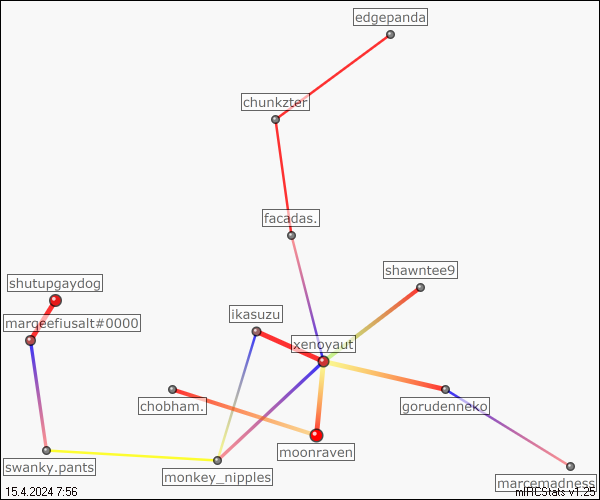 edgepanda
chunkzter
facadas.
shawntee9
shutupgaydog
marqeefiusalt#0000
ikasuzu
xenoyaut
chobham.
gorudenneko
moonraven
swanky.pants
monkey_nipples
marcemadness
15.4.2024 7:56
mIRCStats v1.25